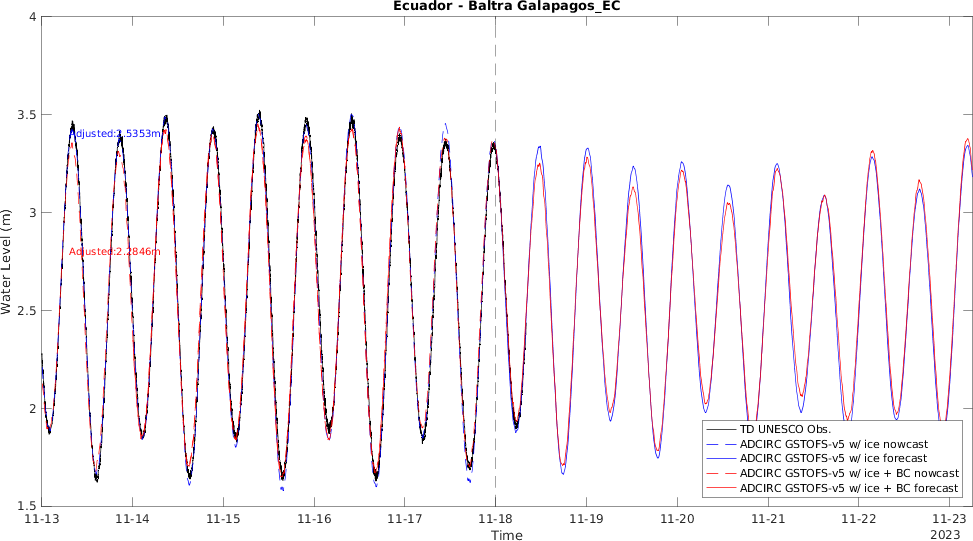 Ecuador - Baltra Galapagos_EC
4
3.5
3
2.5
2
1.5
Water Level (m)
Adjusted:2.5353m
Adjusted:2.2846m
TD UNESCO Obs.
ADCIRC GSTOFS-v5 w/ ice nowcast
ADCIRC GSTOFS-v5 w/ ice forecast
ADCIRC GSTOFS-v5 w/ ice + BC nowcast
ADCIRC GSTOFS-v5 w/ ice + BC forecast
11-13 11-14 11-15 11-16 11-17 11-18 11-19 11-20 11-21 11-22 11-23
2023
Time